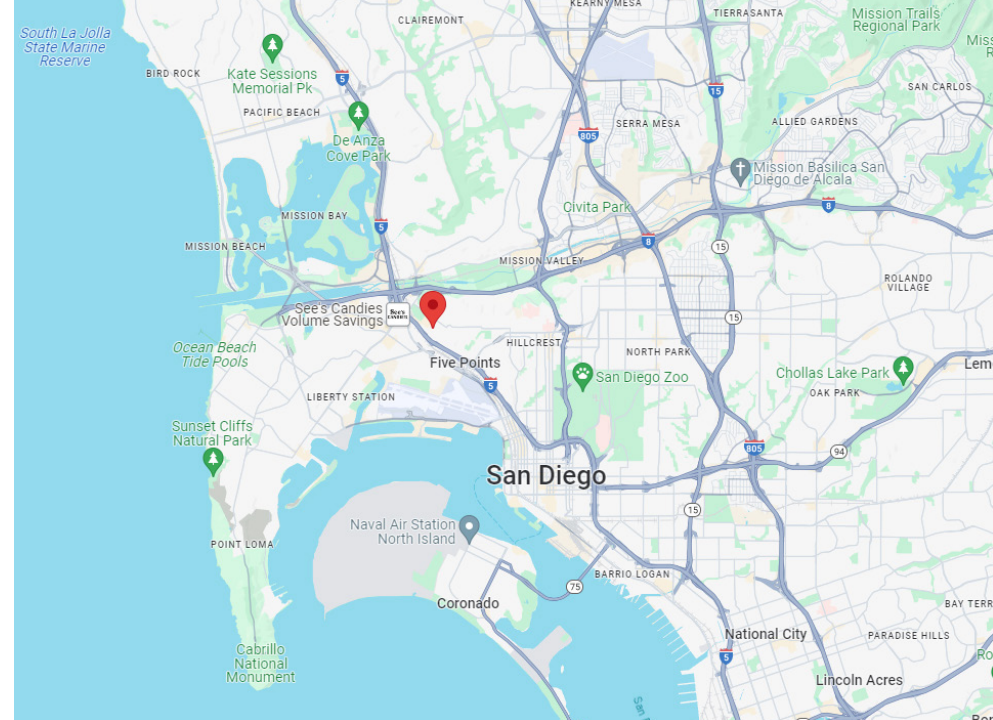 KEARNY MESA
TIERRASANTA
Mission Trails
Regional Park
CLAIREMONT
South La Jolla
State Marine
Reserve
Kate Sessions
Memorial Pk
BIRD ROCK
5
15
SAN CARLOS
PACIFIC BEACH
De Anza
Cove Park
805
SERRA MESA
ALLIED GARDENS
Mission Basilica San
Diego de Alcala
Civita Park
8
MISSION BAY
5
8
15
MISSION BEACH
MISSION VALLEY
ROLANDO
VILLAGE
See's Candies
Volume Savings
See's
CANDIES
15
Ocean Beach
Tide Pools
HILLCREST
NORTH PARK
Five Points
San Diego Zoo
Chollas Lake Park
Lem
5
OAK PARK
LIBERTY STATION
Sunset Cliffs
Natural Park
805
94
San Diego
15
Naval Air Station
North Island
POINT LOMA
BARRIO LOGAN
75
Coronado
BAY TERR
National City
PARADISE HILLS
Cabrillo
National
Monument
5
Ro
Lincoln Acres
San